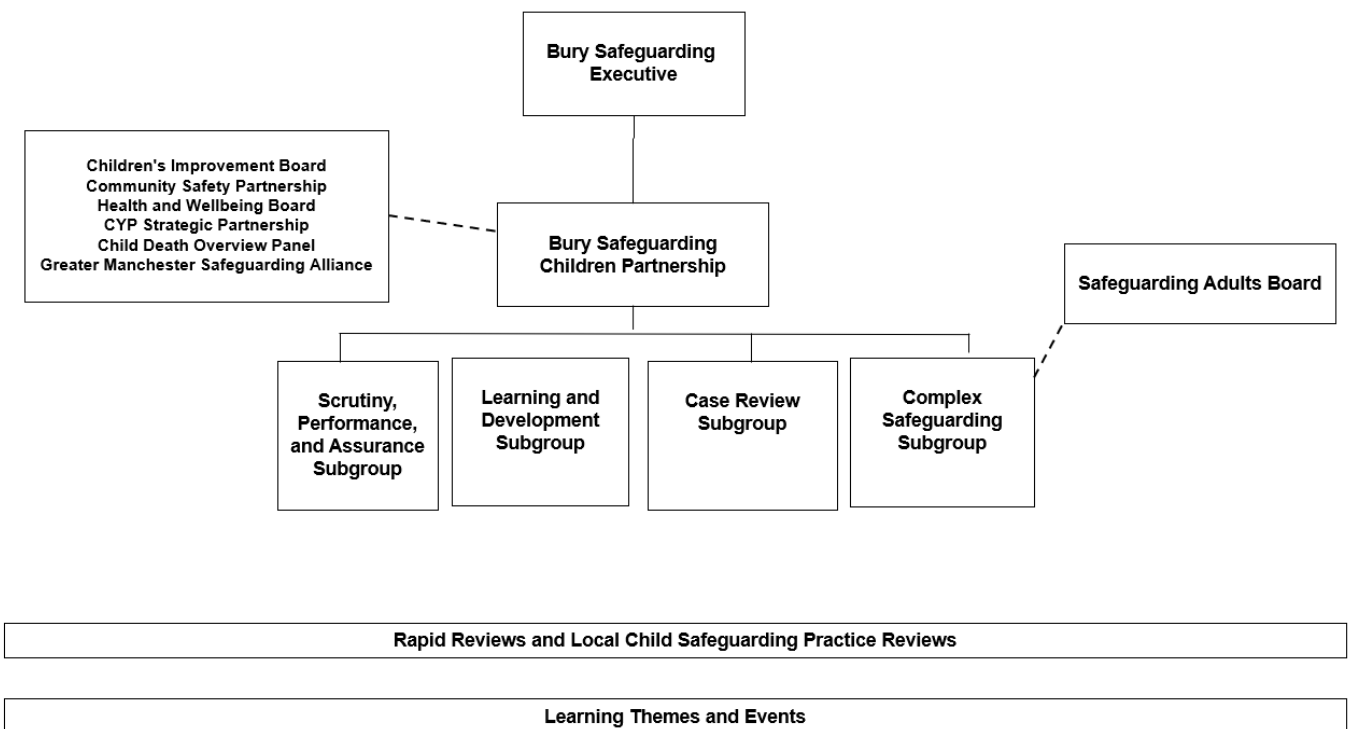 Bury Safeguarding
Executive
Children's Improvement Board
Community Safety Partnership
Health and Wellbeing Board
CYP Strategic Partnership
Child Death Overview Panel
Greater Manchester Safeguarding Alliance
Bury Safeguarding
Children Partnership
Safeguarding Adults Board
Scrutiny,
Performance,
and Assurance
Subgroup
Learning and
Development
Subgroup
Case Review
Subgroup
Complex
Safeguarding
Subgroup
Rapid Reviews and Local Child Safeguarding Practice Reviews
Learning Themes and Events